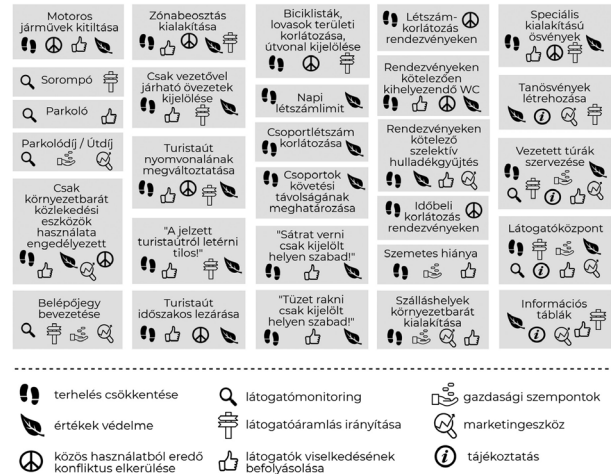 Motoros
járművek kitiltása
Sorompó
Parkoló
Parkolódíj / Útdíj
Csak
környezetbarát
közlekedési
eszközök
használata
engedélyezett
Belépőjegy
bevezetése
Zónabeosztás
kialakítása
Csak vezetővel
járható övezetek
kijelölése
Turistaút
nyomvonalának
megváltoztatása
"A jelzett
turistaútról letérni
tilos!"
Turistaút
időszakos lezárása
Biciklisták,
lovasok területi
korlátozása,
útvonal kijelölése
Napi
létszámlimit
Csoportlétszám
korlátozása
Csoportok
követési
távolságának
meghatározása
"Sátrat verni
csak kijelölt
helyen szabad!"
"Tüzet rakni
csak kijelölt
helyen szabad!"
Létszám-
korlátozás
rendezvényeken
Rendezvényeken
kötelezően
kihelyezendő WC
Rendezvényeken
kötelező
szelektív
hulladékgyűjtés
Időbeli
korlátozás
rendezvényeken
Szemetes hiánya
Szálláshelyek
környezetbarát
kialakítása
Speciális
kialakítású
ösvények
Tanösvények
létrehozása
Vezetett túrák
szervezése
Látogatóközpont
Információs
táblák
terhelés csökkentése
értékek védelme
közös használatból eredő
konfliktus elkerülése
látogatómonitoring
látogatóáramlás irányítása
látogatók viselkedésének
befolyásolása
gazdasági szempontok
marketingeszköz
tájékoztatás